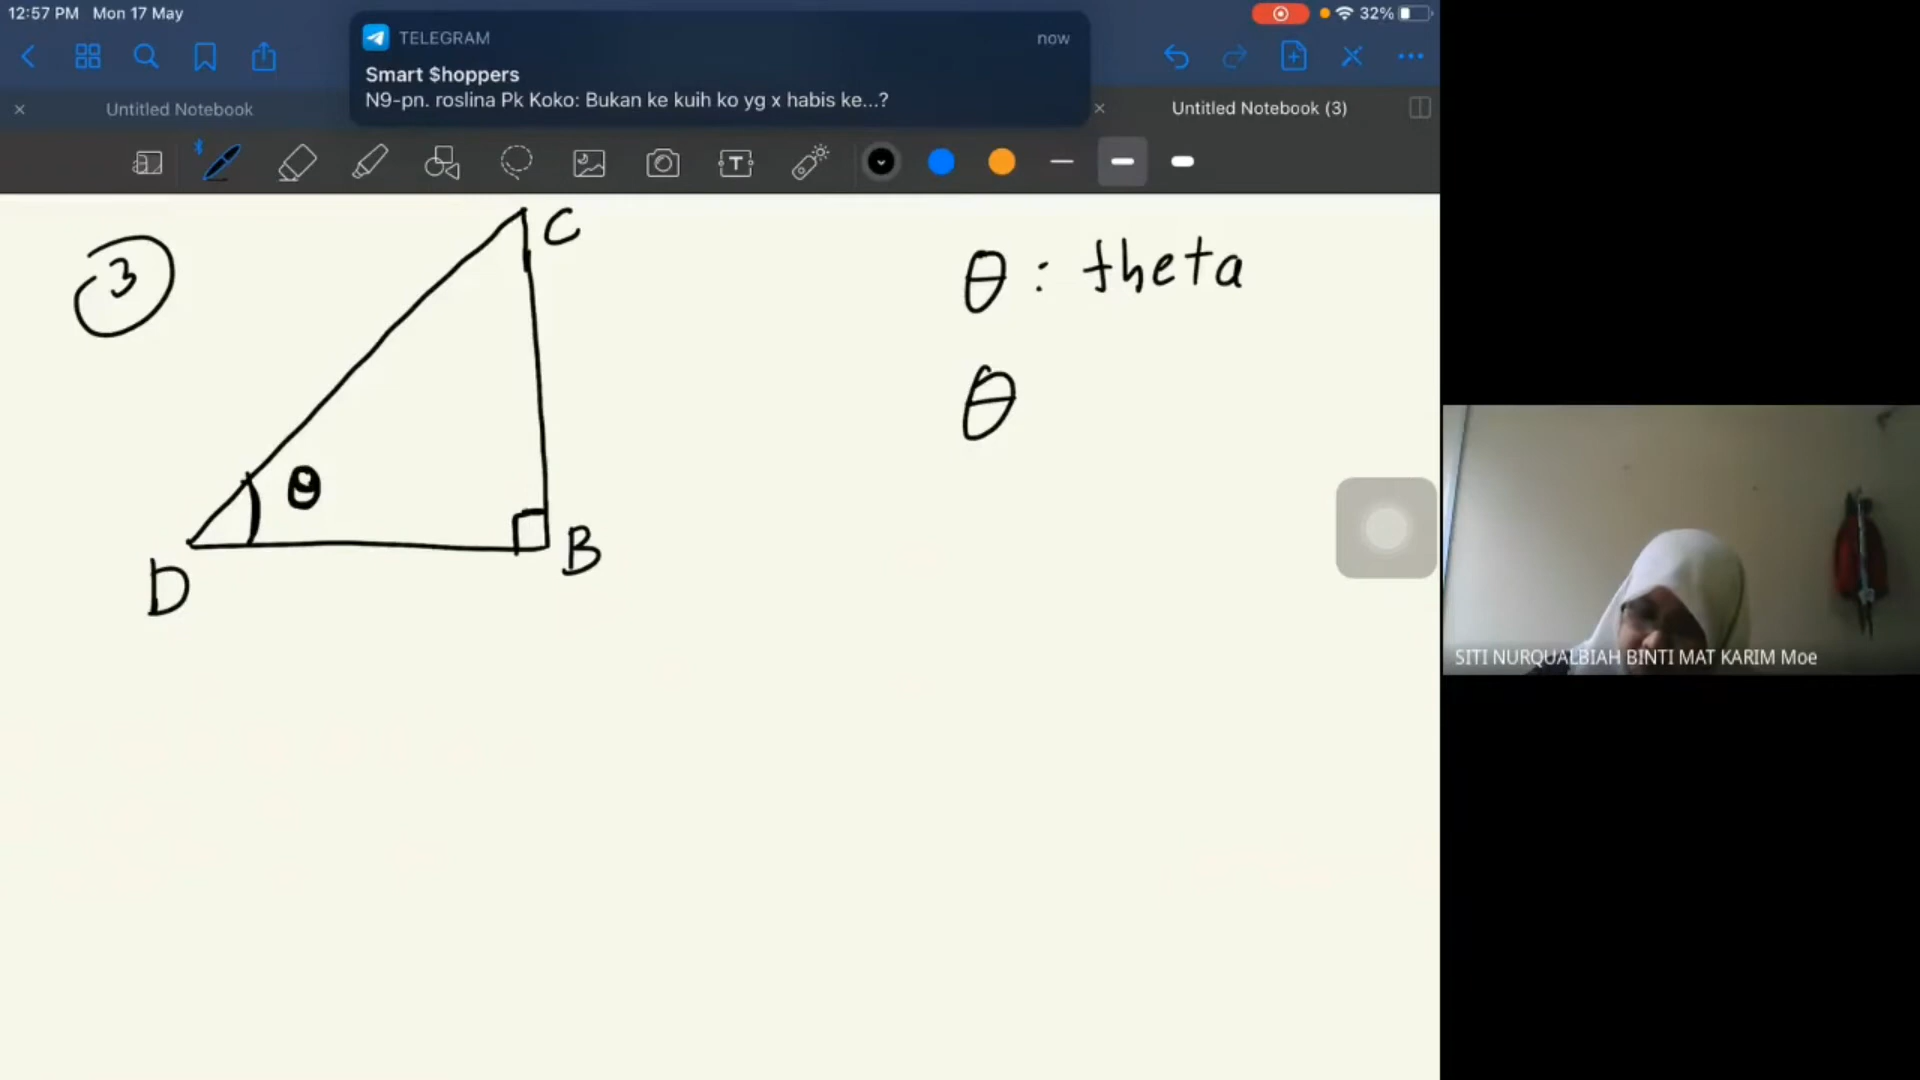 12:57 PM Mon 17 May
32%
TELEGRAM
now
Smart $hoppers
N9-pn. roslina Pk Koko: Bukan ke kuih ko yg x habis ke...?
Untitled Notebook
Untitled Notebook (3)
T
3
C
θ : theta
θ
θ
B
D
SITI NURQUALBIAH BINTI MAT KARIM Moe